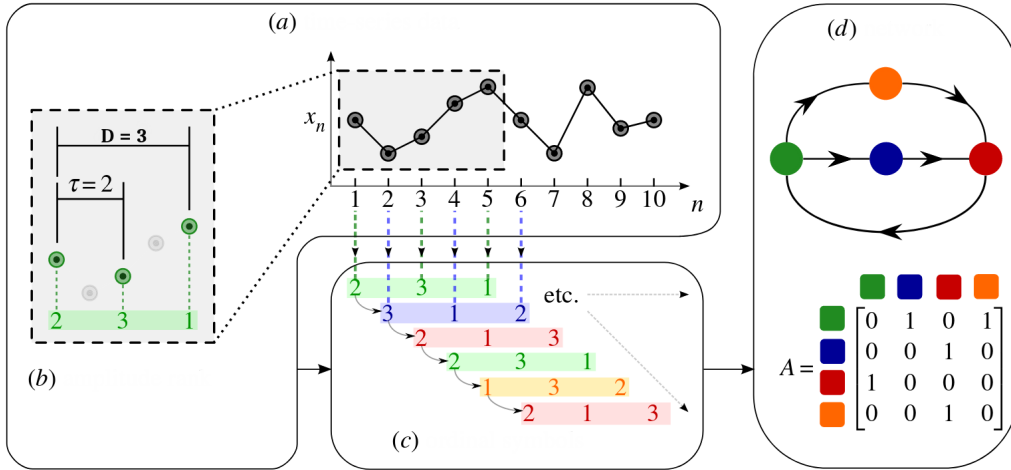 (a)
x_n
1 2 3 4 5 6 7 8 9 10 n
D = 3
τ = 2
2 3 1
(b)
2 3 1
etc.
3 1 2
2 1 3
2 3 1
1 3 2
2 1 3
(c)
(d)
A =
0 1 0 1
0 0 1 0
1 0 0 0
0 0 1 0